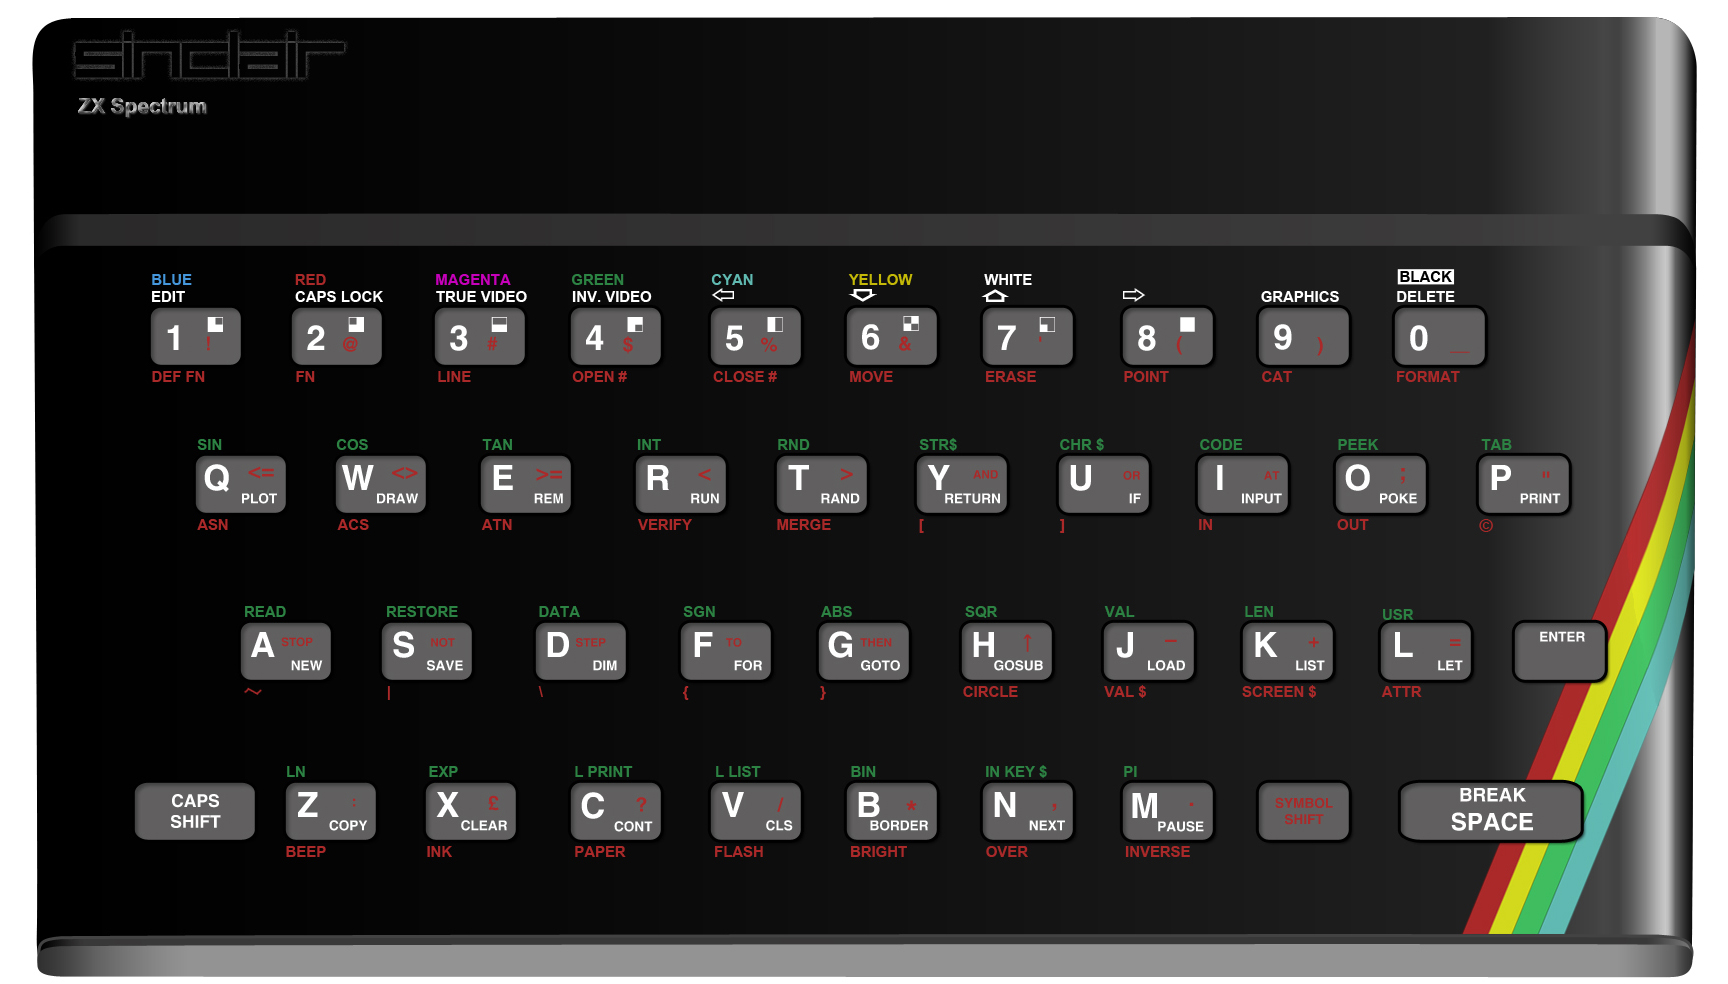 sinclair
ZX Spectrum
BLUE RED MAGENTA GREEN CYAN YELLOW WHITE BLACK
EDIT CAPS LOCK TRUE VIDEO INV. VIDEO ⇦ ⇩ ⇧ ⇨ GRAPHICS DELETE
1 ! 2 @ 3 # 4 $ 5 % 6 & 7 ' 8 ( 9 ) 0 _
DEF FN FN LINE OPEN # CLOSE # MOVE ERASE POINT CAT FORMAT
SIN COS TAN INT RND STR$ CHR $ CODE PEEK TAB
Q <= W <> E >= R < T > Y AND U OR I AT O ; P "
PLOT DRAW REM RUN RAND RETURN IF INPUT POKE PRINT
ASN ACS ATN VERIFY MERGE [ ] IN OUT ©
READ RESTORE DATA SGN ABS SQR VAL LEN USR
A STOP S NOT D STEP F TO G THEN H ↑ J − K + L = ENTER
NEW SAVE DIM FOR GOTO GOSUB LOAD LIST LET
~ | \ { } CIRCLE VAL $ SCREEN $ ATTR
LN EXP L PRINT L LIST BIN IN KEY $ PI
CAPS SHIFT Z : X £ C ? V / B * N , M . SYMBOL SHIFT BREAK SPACE
COPY CLEAR CONT CLS BORDER NEXT PAUSE
BEEP INK PAPER FLASH BRIGHT OVER INVERSE